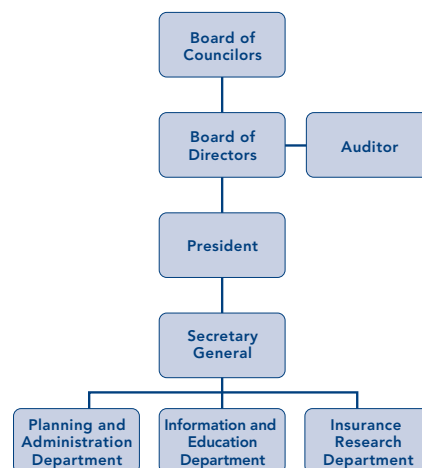 Board of
Councilors
Board of
Directors
Auditor
President
Secretary
General
Planning and
Administration
Department
Information and
Education
Department
Insurance
Research
Department